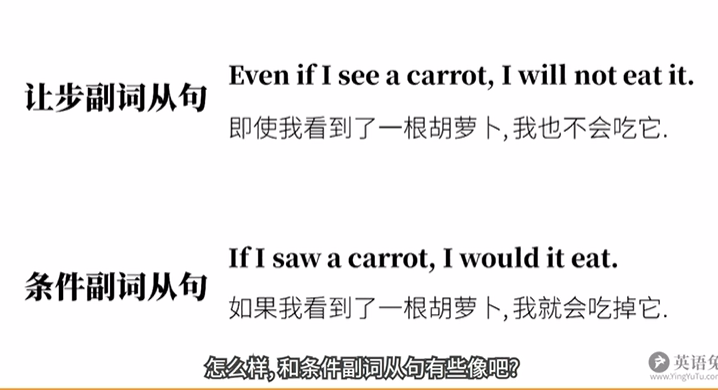 让步副词从句
Even if I see a carrot, I will not eat it.
即使我看到了一根胡萝卜, 我也不会吃它.
条件副词从句
If I saw a carrot, I would it eat.
如果我看到了一根胡萝卜, 我就会吃掉它.
怎么样, 和条件副词从句有些像吧?
英语兔
www.YingYuTu.com